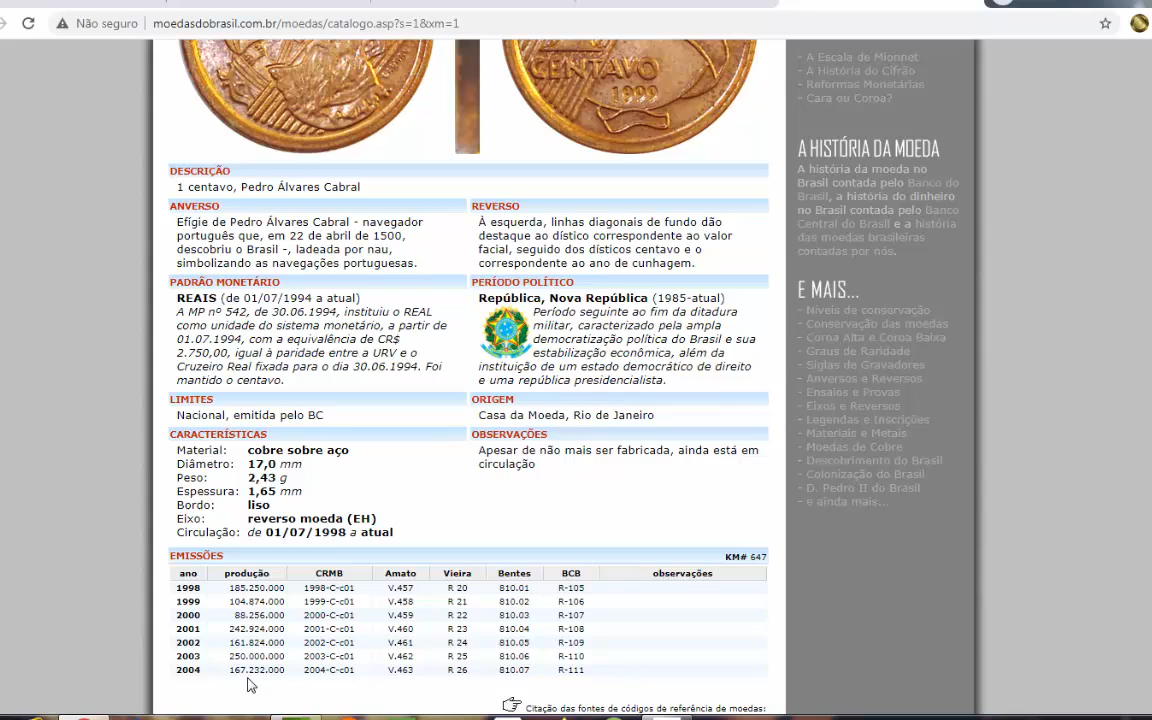 Não seguro
moedasdobrasil.com.br/moedas/catalogo.asp?s=1&xm=1
CENTAVO
1999
DESCRIÇÃO
1 centavo, Pedro Álvares Cabral
ANVERSO
Efígie de Pedro Álvares Cabral - navegador
português que, em 22 de abril de 1500,
descobriu o Brasil -, ladeada por nau,
simbolizando as navegações portuguesas.
REVERSO
À esquerda, linhas diagonais de fundo dão
destaque ao dístico correspondente ao valor
facial, seguido dos dísticos centavo e o
correspondente ao ano de cunhagem.
PADRÃO MONETÁRIO
REAIS (de 01/07/1994 a atual)
A MP nº 542, de 30.06.1994, instituiu o REAL
como unidade do sistema monetário, a partir de
01.07.1994, com a equivalência de CR$
2.750,00, igual à paridade entre a URV e o
Cruzeiro Real fixada para o dia 30.06.1994. Foi
mantido o centavo.
PERÍODO POLÍTICO
República, Nova República (1985-atual)
Período seguinte ao fim da ditadura
militar, caracterizado pela ampla
democratização política do Brasil e sua
estabilização econômica, além da
instituição de um estado democrático de direito
e uma república presidencialista.
LIMITES
Nacional, emitida pelo BC
ORIGEM
Casa da Moeda, Rio de Janeiro
CARACTERÍSTICAS
Material: cobre sobre aço
Diâmetro: 17,0 mm
Peso: 2,43 g
Espessura: 1,65 mm
Bordo: liso
Eixo: reverso moeda (EH)
Circulação: de 01/07/1998 a atual
OBSERVAÇÕES
Apesar de não mais ser fabricada, ainda está em
circulação
EMISSÕES KM# 647
ano produção CRMB Amato Vieira Bentes BCB observações
1998 185.250.000 1998-C-c01 V.457 R 20 810.01 R-105
1999 104.874.000 1999-C-c01 V.458 R 21 810.02 R-106
2000 88.256.000 2000-C-c01 V.459 R 22 810.03 R-107
2001 242.924.000 2001-C-c01 V.460 R 23 810.04 R-108
2002 161.824.000 2002-C-c01 V.461 R 24 810.05 R-109
2003 250.000.000 2003-C-c01 V.462 R 25 810.06 R-110
2004 167.232.000 2004-C-c01 V.463 R 26 810.07 R-111
Citação das fontes de códigos de referência de moedas:
- A Escala de Mionnet
- A História do Cifrão
- Reformas Monetárias
- Cara ou Coroa?
A HISTÓRIA DA MOEDA
A história da moeda no
Brasil contada pelo Banco do
Brasil, a história do dinheiro
no Brasil contada pelo Banco
Central do Brasil e a história
das moedas brasileiras
contadas por nós.
E MAIS...
- Níveis de conservação
- Conservação das moedas
- Coroa Alta e Coroa Baixa
- Graus de Raridade
- Siglas de Gravadores
- Anversos e Reversos
- Ensaios e Provas
- Eixos e Reversos
- Legendas e Inscrições
- Materiais e Metais
- Moedas de Cobre
- Descobrimento do Brasil
- Colonização do Brasil
- D. Pedro II do Brasil
- e ainda mais...